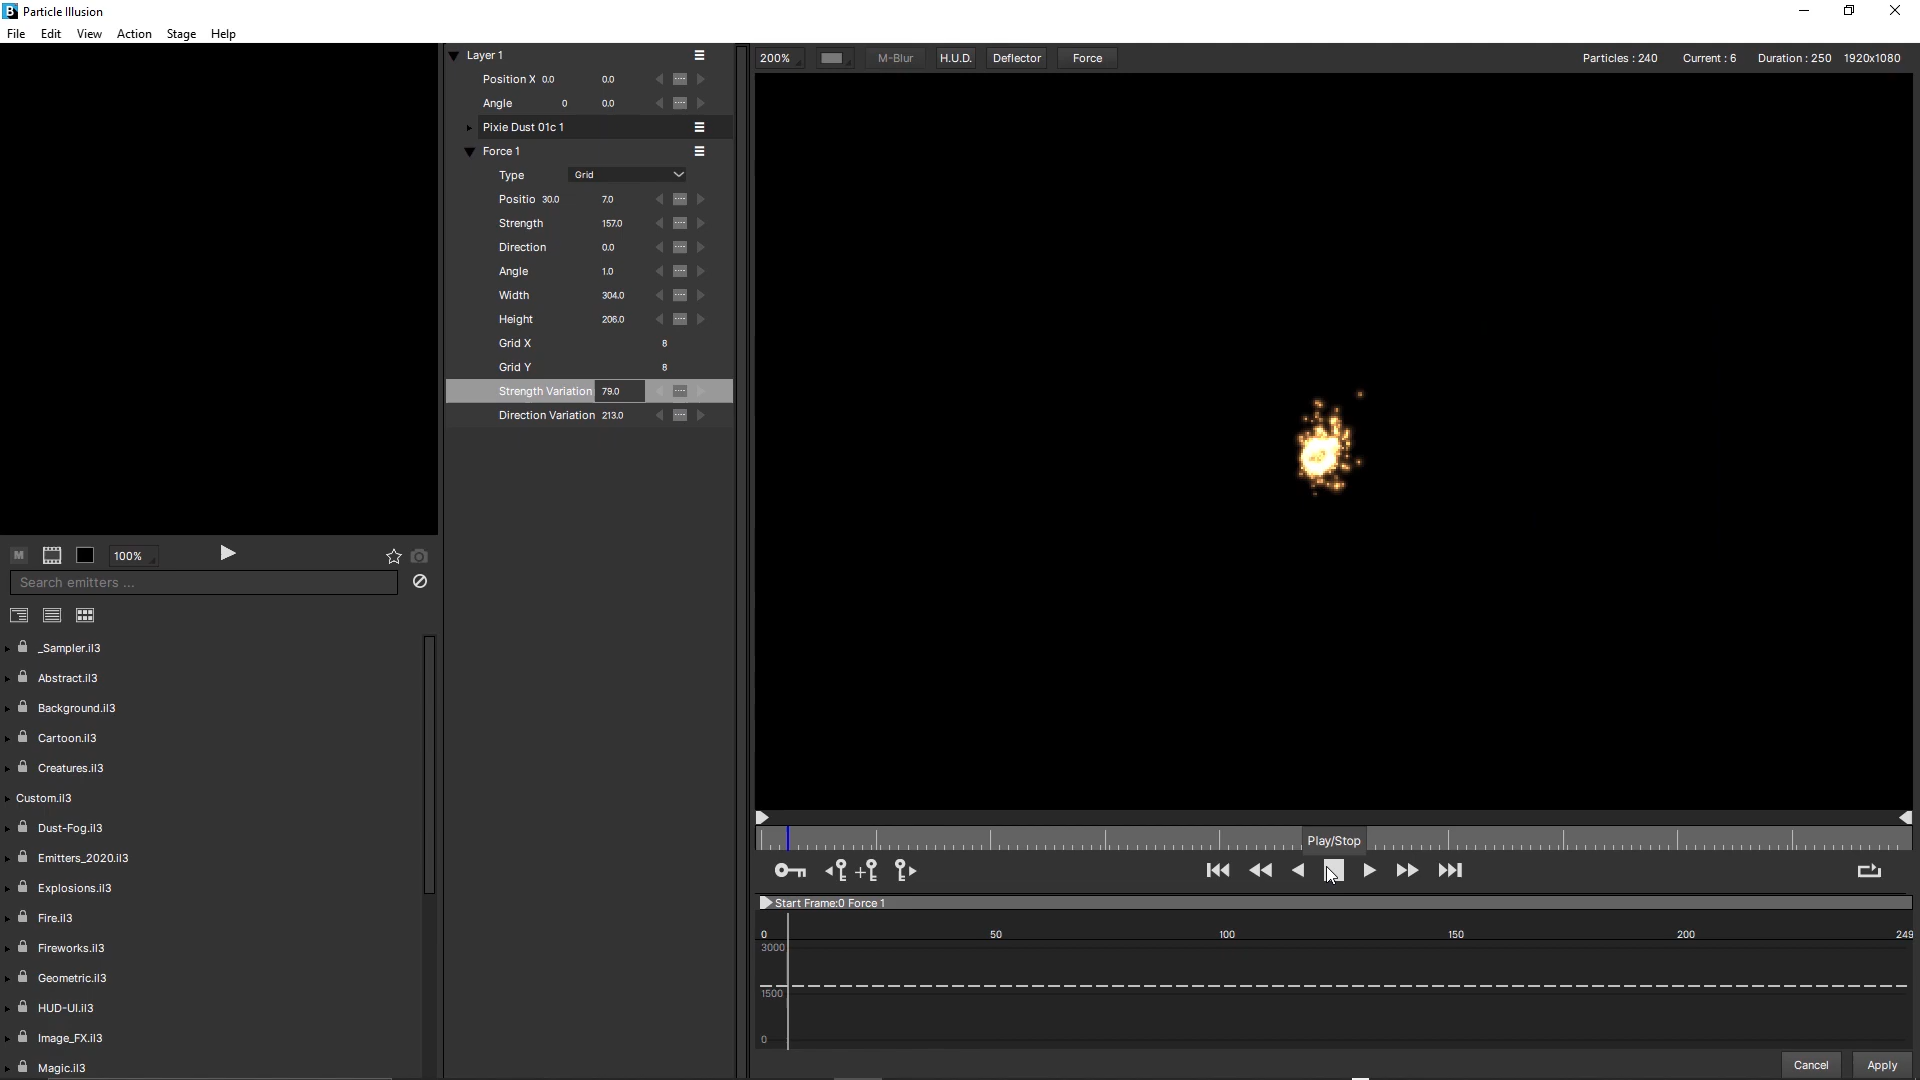 Particle Illusion
File Edit View Action Stage Help
Layer 1
Position X 0.0 0.0
Angle 0 0.0
Pixie Dust 01c 1
Force 1
Type Grid
Positio 30.0 7.0
Strength 157.0
Direction 0.0
Angle 1.0
Width 304.0
Height 206.0
Grid X 8
Grid Y 8
Strength Variation 79.0
Direction Variation 213.0
200% M-Blur H.U.D. Deflector Force Particles : 240 Current : 6 Duration : 250 1920x1080
M 100%
Search emitters ...
_Sampler.il3
Abstract.il3
Background.il3
Cartoon.il3
Creatures.il3
Custom.il3
Dust-Fog.il3
Emitters_2020.il3
Explosions.il3
Fire.il3
Fireworks.il3
Geometric.il3
HUD-UI.il3
Image_FX.il3
Magic.il3
Play/Stop
Start Frame:0 Force 1
0 50 100 150 200 249
3000
1500
0
Cancel Apply